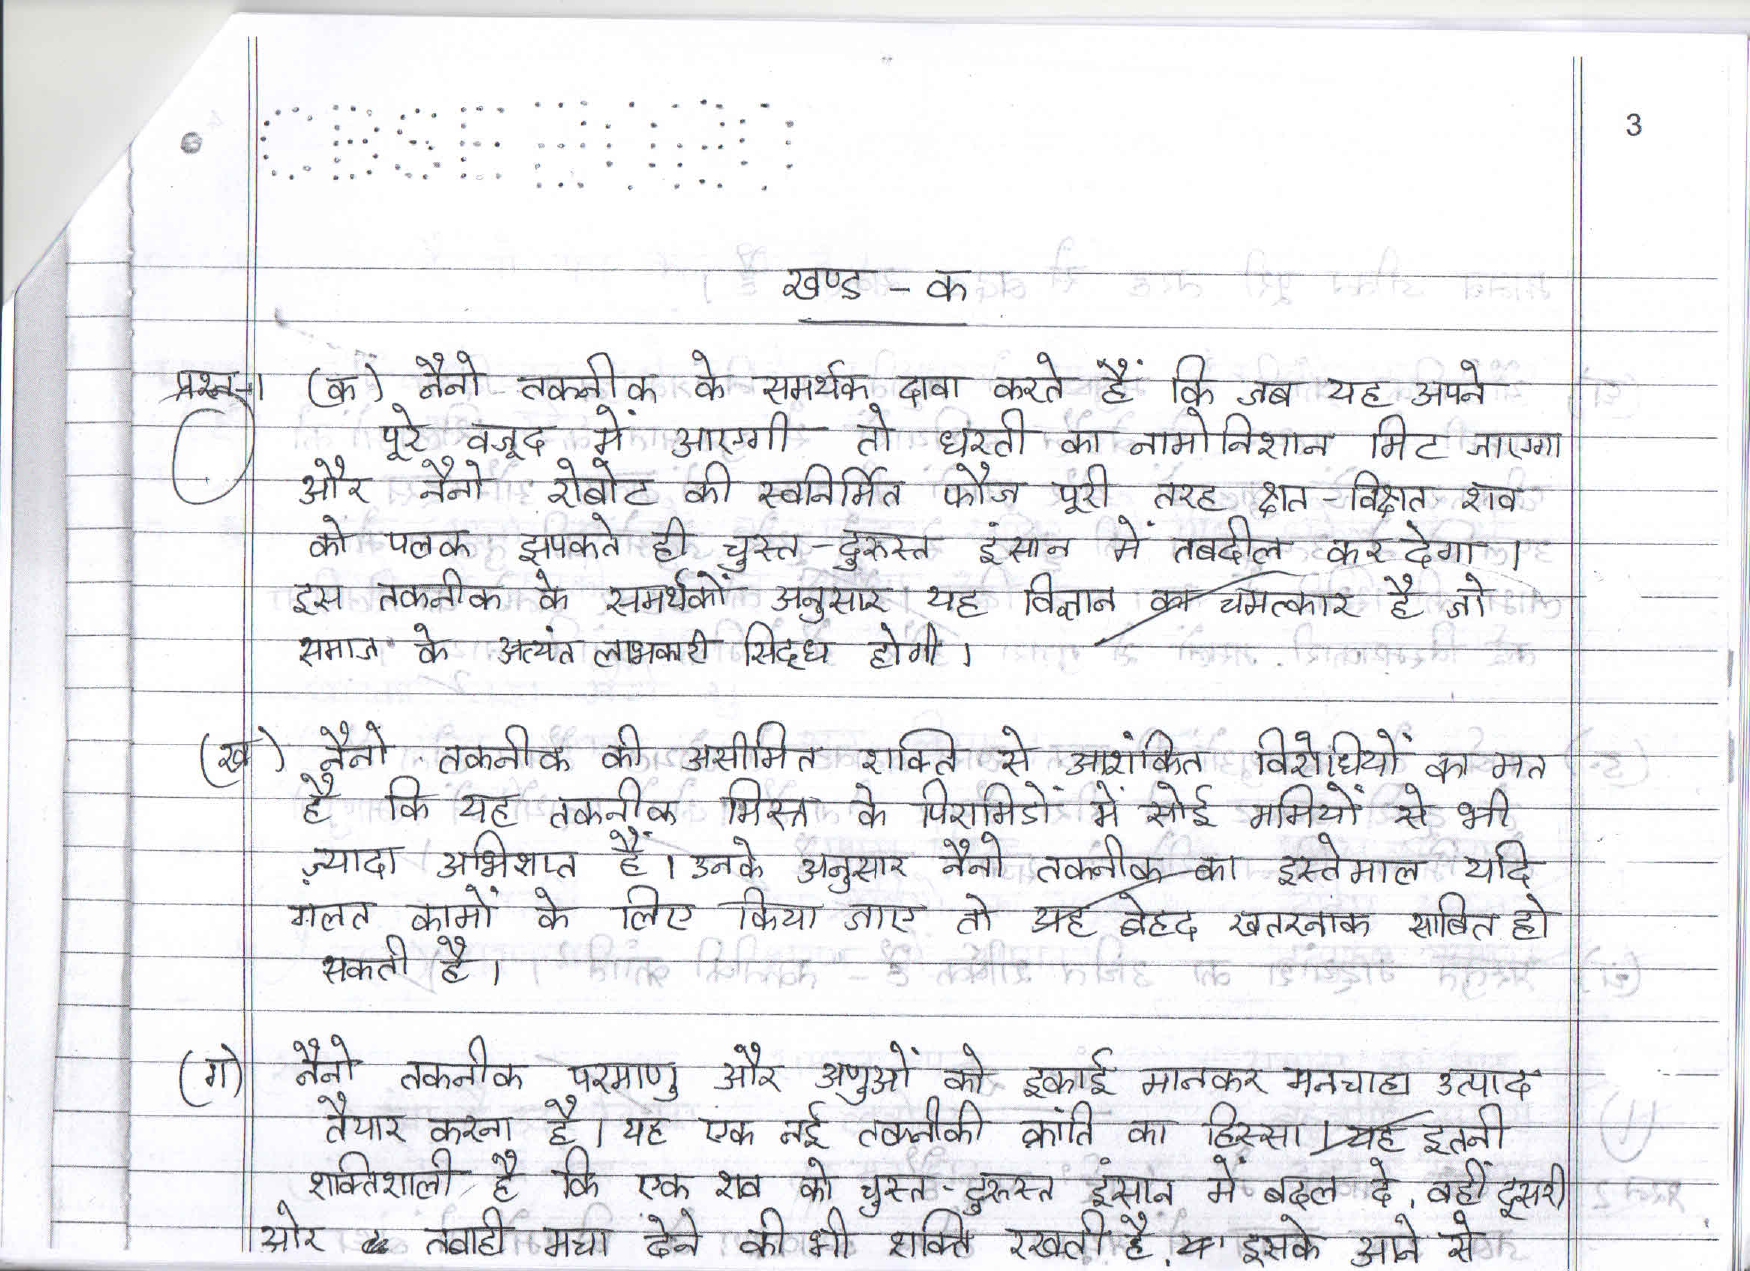 CBSE
3
खण्ड - क
प्रश्न-1 (क) नैनो तकनीक के समर्थक दावा करते हैं कि जब यह अपने
पूरे वजूद में आएगी तो धरती का नामोनिशान मिट जाएगा
और नैनो रोबोट की स्वनिर्मित फौज पूरी तरह क्षत-विक्षत शव
को पलक झपकते ही चुस्त-दुरुस्त इंसान में तबदील कर देगा।
इस तकनीक के समर्थकों अनुसार यह विज्ञान का चमत्कार है जो
समाज के अत्यंत लाभकारी सिद्ध होगी।
(ख) नैनो तकनीक की असीमित शक्ति से आशंकित विरोधियों का मत
है कि यह तकनीक मिस्त्र के पिरामिडों में सोई ममियों से भी
ज़्यादा अभिशप्त हैं। उनके अनुसार नैनो तकनीक का इस्तेमाल यदि
गलत कामों के लिए किया जाए तो यह बेहद खतरनाक साबित हो
सकती है।
(ग) नैनो तकनीक परमाणु और अणुओं को इकाई मानकर मनचाहा उत्पाद
तैयार करना है। यह एक नई तकनीकी क्रांति का हिस्सा। यह इतनी
शक्तिशाली है कि एक शव को चुस्त-दुरुस्त इंसान में बदल दे, वहीं दूसरी
ओर तबाही मचा देने की भी शक्ति रखती है, इसके आने से